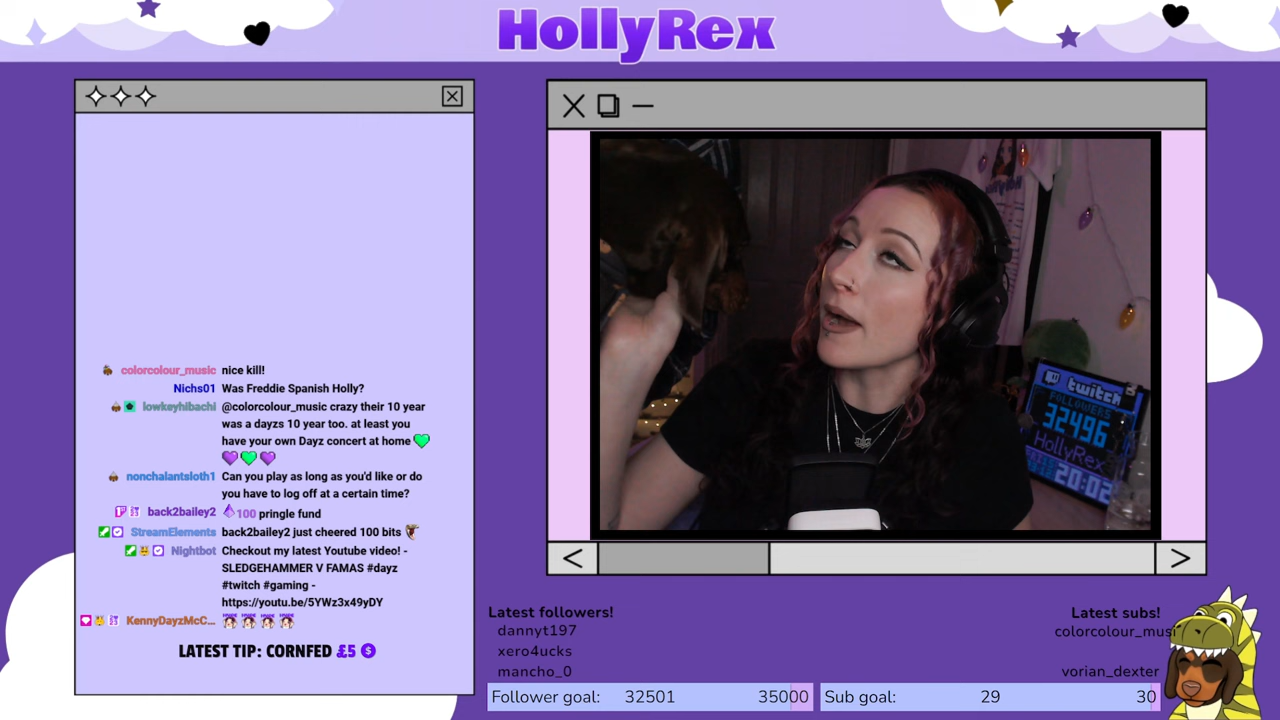 HollyRex
colorcolour_music nice kill!
Nichs01 Was Freddie Spanish Holly?
lowkeyhibachi @colorcolour_music crazy their 10 year
was a dayzs 10 year too. at least you
have your own Dayz concert at home
nonchalantsloth1 Can you play as long as you'd like or do
you have to log off at a certain time?
back2bailey2 100 pringle fund
StreamElements back2bailey2 just cheered 100 bits
Nightbot Checkout my latest Youtube video! -
SLEDGEHAMMER V FAMAS #dayz
#twitch #gaming -
https://youtu.be/5YWz3x49yDY
KennyDayzMcC...
LATEST TIP: CORNFED £5
twitch
FOLLOWERS
32496
HollyRex
20:02
Latest followers!
dannyt197
xero4ucks
mancho_0
Latest subs!
colorcolour_musi
vorian_dexter
Follower goal: 32501 35000
Sub goal: 29 30